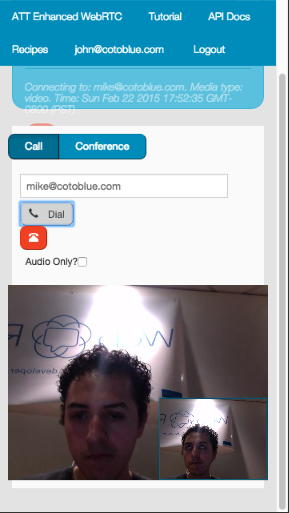 ATT Enhanced WebRTC Tutorial API Docs
Recipes john@cotoblue.com Logout
Connecting to: mike@cotoblue.com. Media type:
video. Time: Sun Feb 22 2015 17:52:35 GMT-
0800 (PST)
Call Conference
mike@cotoblue.com
Dial
Audio Only?